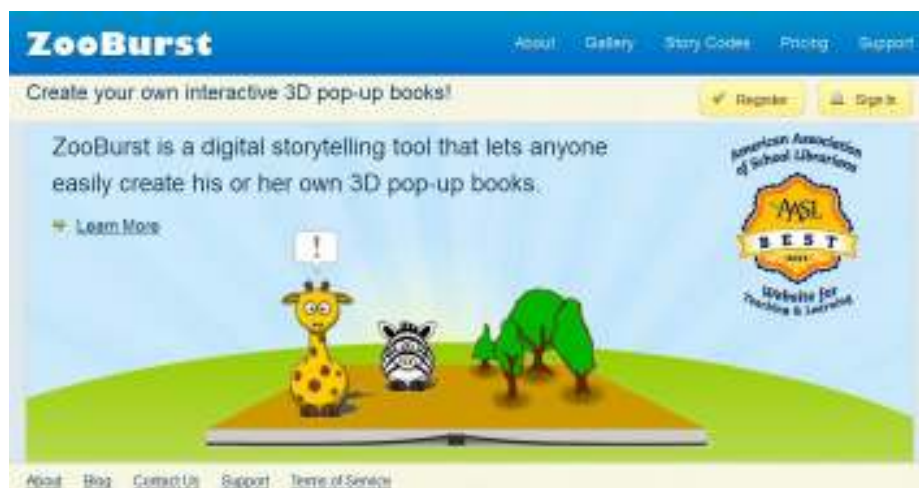 ZooBurst
About Gallery Story Codes Pricing Support
Create your own interactive 3D pop-up books!
Register Sign In
ZooBurst is a digital storytelling tool that lets anyone
easily create his or her own 3D pop-up books.
Learn More
!
American Association
of School Librarians
AASL
BEST
Website for
Teaching & Learning
About Blog Contact Us Support Terms of Service